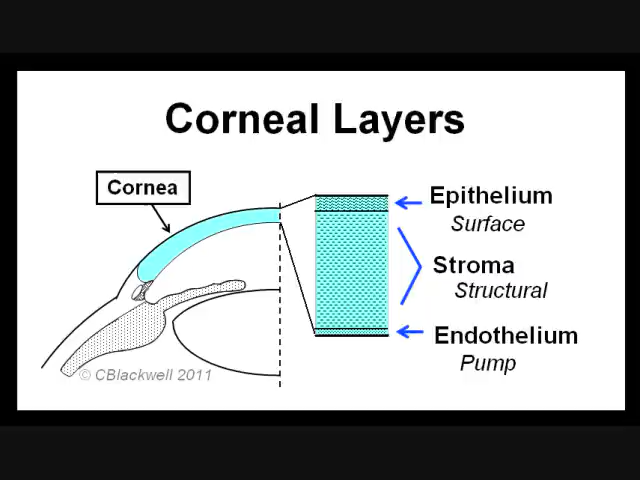 Corneal Layers
Cornea
Epithelium
Surface
Stroma
Structural
Endothelium
Pump
© CBlackwell 2011